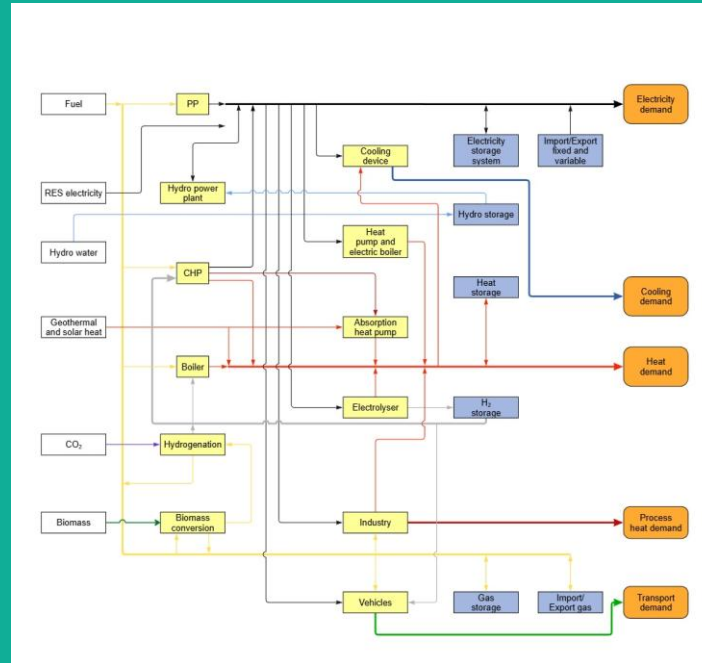 Fuel
PP
Electricity
demand
Cooling
device
Electricity
storage
system
Import/Export
fixed and
variable
RES electricity
Hydro power
plant
Hydro storage
Hydro water
Heat
pump and
electric boiler
CHP
Heat
storage
Cooling
demand
Geothermal
and solar heat
Absorption
heat pump
Boiler
Heat
demand
Electrolyser
H₂
storage
CO₂
Hydrogenation
Biomass
Biomass
conversion
Industry
Process
heat demand
Vehicles
Gas
storage
Import/
Export gas
Transport
demand